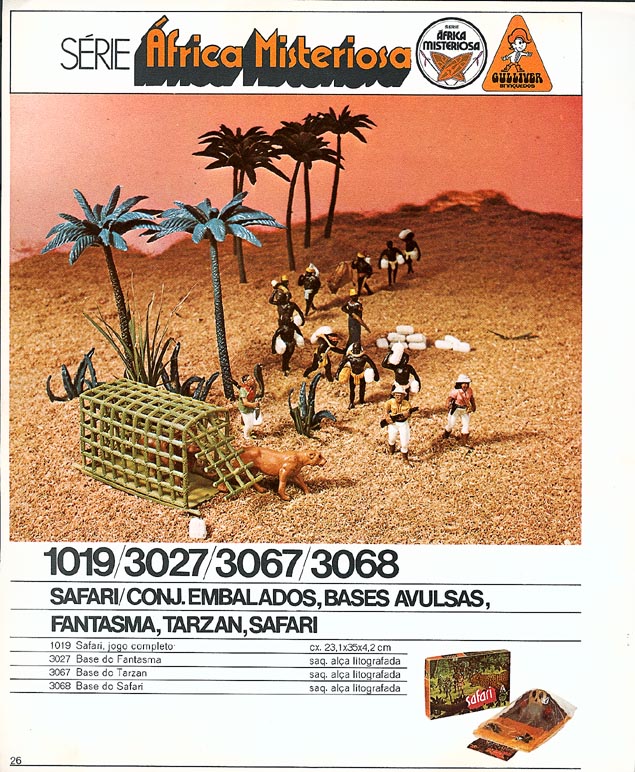 SÉRIE África Misteriosa
SÉRIE
ÁFRICA
MISTERIOSA
GULLIVER
BRINQUEDOS
1019/3027/3067/3068
SAFARI/CONJ. EMBALADOS, BASES AVULSAS,
FANTASMA, TARZAN, SAFARI
1019 Safari, jogo completo cx. 23,1x35x4,2 cm
3027 Base do Fantasma saq. alça litografada
3067 Base do Tarzan saq. alça litografada
3068 Base do Safari saq. alça litografada
safari
26